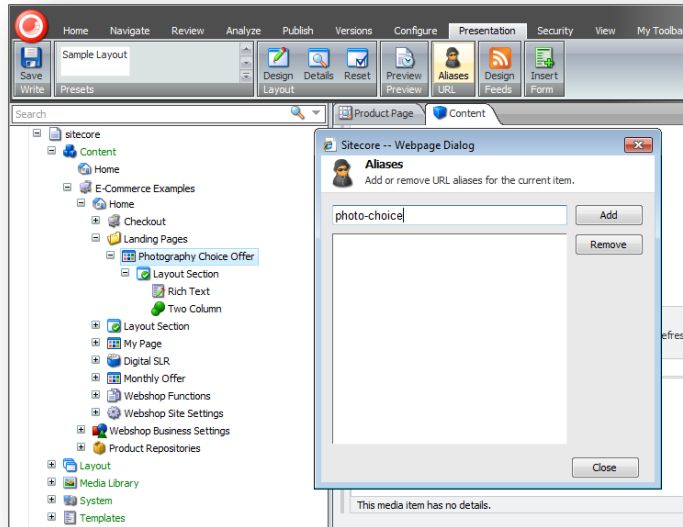 Home Navigate Review Analyze Publish Versions Configure Presentation Security View My Toolba
Sample Layout
Save
Write
Presets
Design Details Reset
Layout
Preview
Preview
Aliases
URL
Design
Feeds
Insert
Form
Search
Product Page Content
sitecore
Content
Home
E-Commerce Examples
Home
Checkout
Landing Pages
Photography Choice Offer
Layout Section
Rich Text
Two Column
Layout Section
My Page
Digital SLR
Monthly Offer
Webshop Functions
Webshop Site Settings
Webshop Business Settings
Product Repositories
Layout
Media Library
System
Templates
Sitecore -- Webpage Dialog
Aliases
Add or remove URL aliases for the current item.
photo-choice
Add
Remove
Close
efres
This media item has no details.